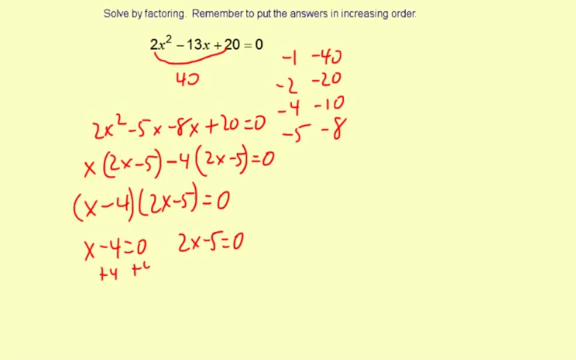 Solve by factoring. Remember to put the answers in increasing order.
2x² − 13x + 20 = 0
40
-1 -40
-2 -20
-4 -10
-5 -8
2x² -5x -8x +20=0
x(2x-5) -4(2x-5)=0
(x-4)(2x-5)=0
x-4=0 2x-5=0
+4 +4